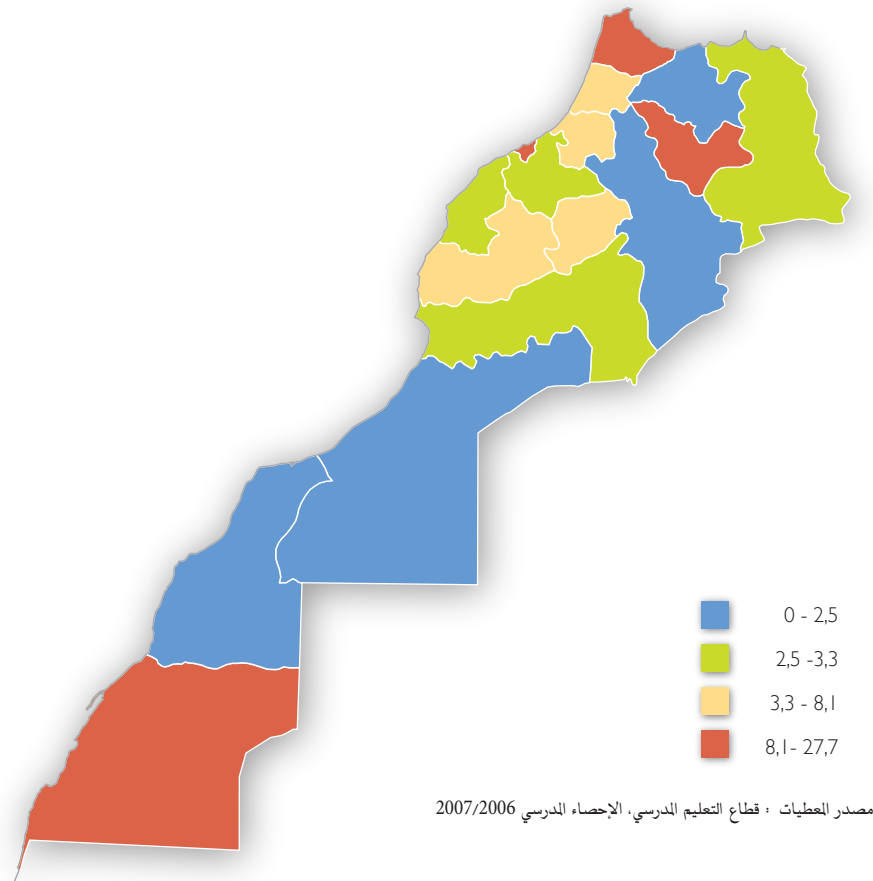 0 - 2,5
2,5 -3,3
3,3 - 8,1
8,1- 27,7
مصدر المعطيات : قطاع التعليم المدرسي، الإحصاء المدرسي 2007/2006